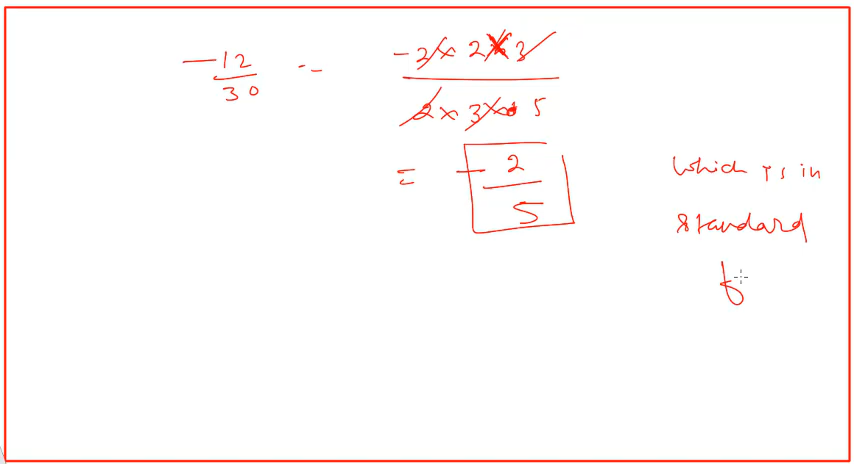 -12/30 = -2 × 2 × 3 / 2 × 3 × 5
= -2/5
which is in
standard
f